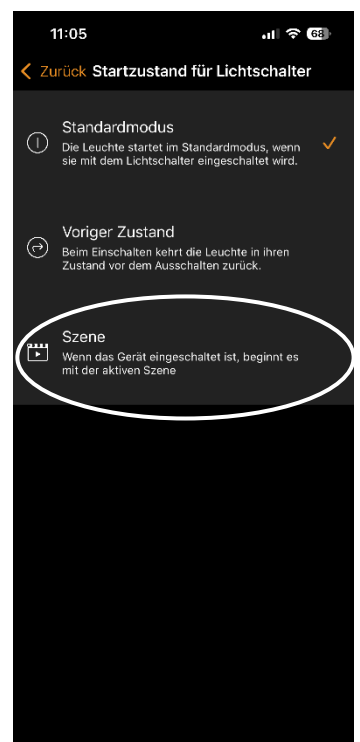 11:05
68
Zurück Startzustand für Lichtschalter
Standardmodus
Die Leuchte startet im Standardmodus, wenn
sie mit dem Lichtschalter eingeschaltet wird.
Voriger Zustand
Beim Einschalten kehrt die Leuchte in ihren
Zustand vor dem Ausschalten zurück.
Szene
Wenn das Gerät eingeschaltet ist, beginnt es
mit der aktiven Szene